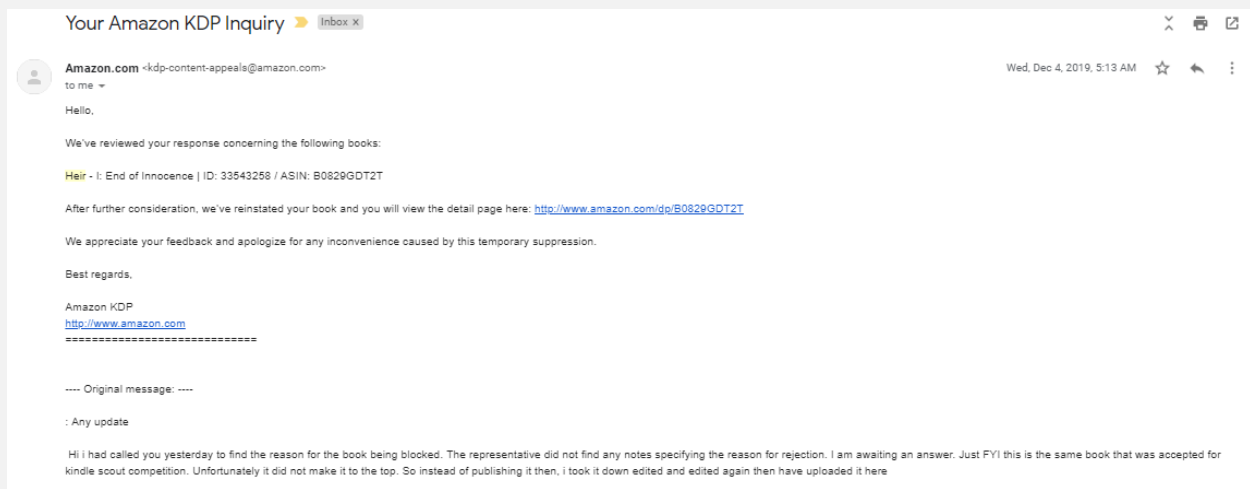 Your Amazon KDP Inquiry Inbox x
Amazon.com <kdp-content-appeals@amazon.com> Wed, Dec 4, 2019, 5:13 AM
to me
Hello,
We've reviewed your response concerning the following books:
Heir - I: End of Innocence | ID: 33543258 / ASIN: B0829GDT2T
After further consideration, we've reinstated your book and you will view the detail page here: http://www.amazon.com/dp/B0829GDT2T
We appreciate your feedback and apologize for any inconvenience caused by this temporary suppression.
Best regards,
Amazon KDP
http://www.amazon.com
=============================
---- Original message: ----
: Any update
Hi i had called you yesterday to find the reason for the book being blocked. The representative did not find any notes specifying the reason for rejection. I am awaiting an answer. Just FYI this is the same book that was accepted for
kindle scout competition. Unfortunately it did not make it to the top. So instead of publishing it then, i took it down edited and edited again then have uploaded it here